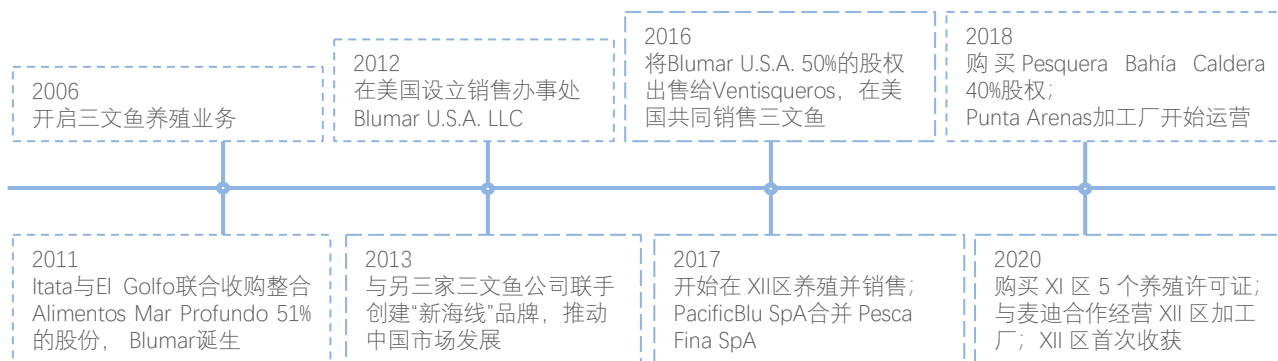 2006
开启三文鱼养殖业务
2012
在美国设立销售办事处
Blumar U.S.A. LLC
2016
将Blumar U.S.A. 50%的股权
出售给Ventisqueros，在美
国共同销售三文鱼
2018
购买 Pesquera Bahía Caldera
40%股权；
Punta Arenas加工厂开始运营
2011
Itata与El Golfo联合收购整合
Alimentos Mar Profundo 51%
的股份， Blumar诞生
2013
与另三家三文鱼公司联手
创建“新海线”品牌，推动
中国市场发展
2017
开始在 XII区养殖并销售；
PacificBlu SpA合并 Pesca
Fina SpA
2020
购买 XI 区 5 个养殖许可证；
与麦迪合作经营 XII 区加工
厂；XII 区首次收获